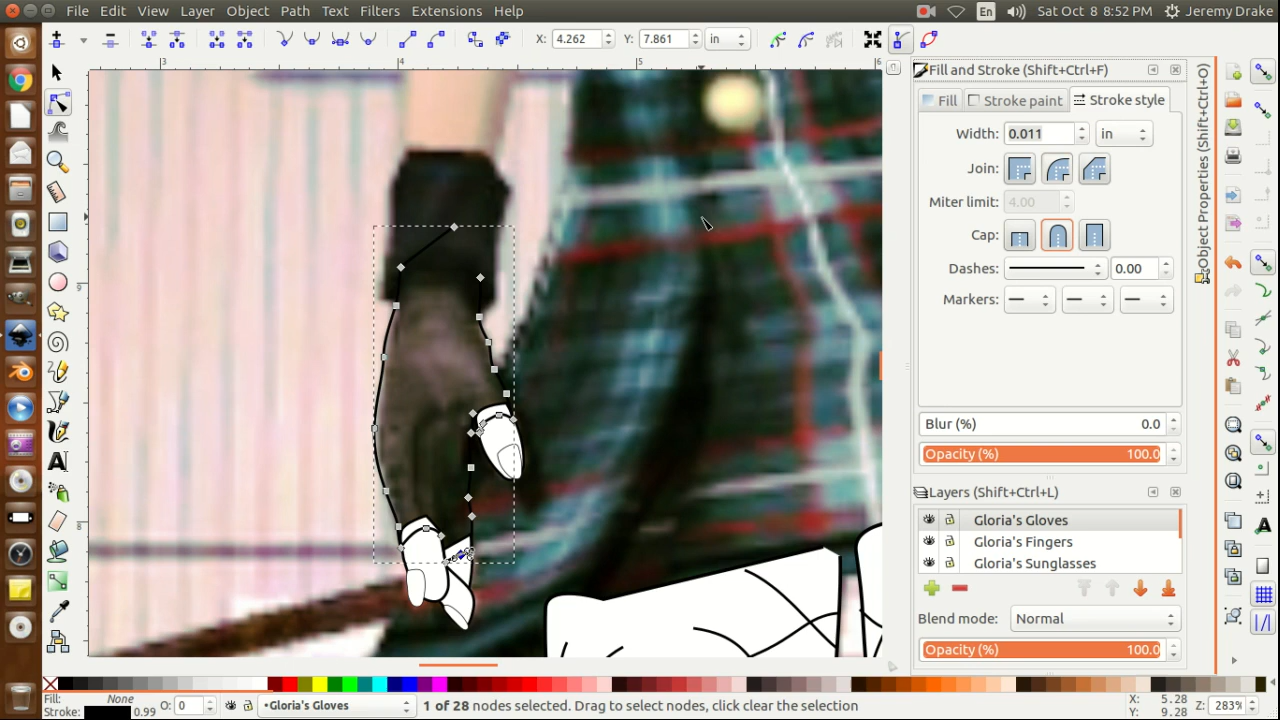 File Edit View Layer Object Path Text Filters Extensions Help
En
Sat Oct 8 8:52 PM
Jeremy Drake
X: 4.262 Y: 7.861 in
3 4 5 6
Fill and Stroke (Shift+Ctrl+F)
Fill Stroke paint Stroke style
Width: 0.011 in
Join:
Miter limit: 4.00
Cap:
Dashes: 0.00
Markers:
Blur (%) 0.0
Opacity (%) 100.0
Object Properties (Shift+Ctrl+O)
Layers (Shift+Ctrl+L)
Gloria's Gloves
Gloria's Fingers
Gloria's Sunglasses
Blend mode: Normal
Opacity (%) 100.0
Fill: None
Stroke: 0.99
O: 0
•Gloria's Gloves
1 of 28 nodes selected. Drag to select nodes, click clear the selection
X: 5.28
Y: 9.28
Z: 283%